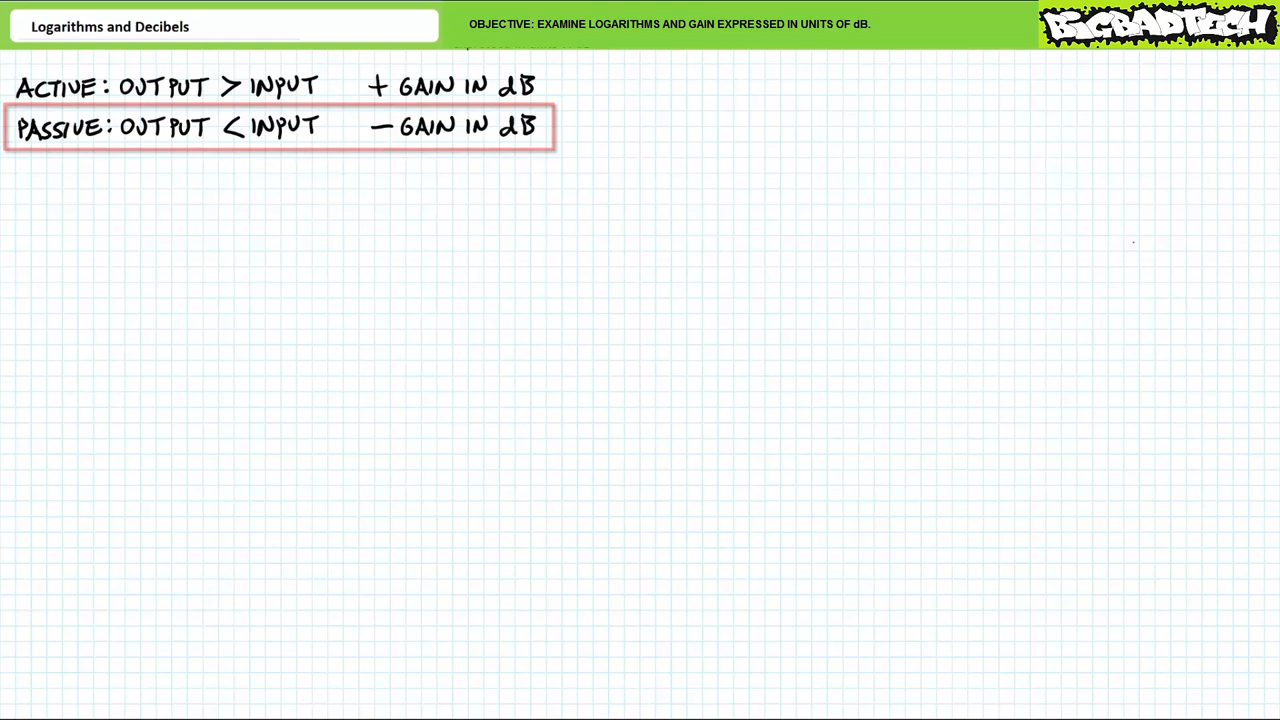 Logarithms and Decibels
OBJECTIVE: EXAMINE LOGARITHMS AND GAIN EXPRESSED IN UNITS OF dB.
BIGBADTECH
ACTIVE: OUTPUT > INPUT + GAIN IN dB
PASSIVE: OUTPUT < INPUT — GAIN IN dB